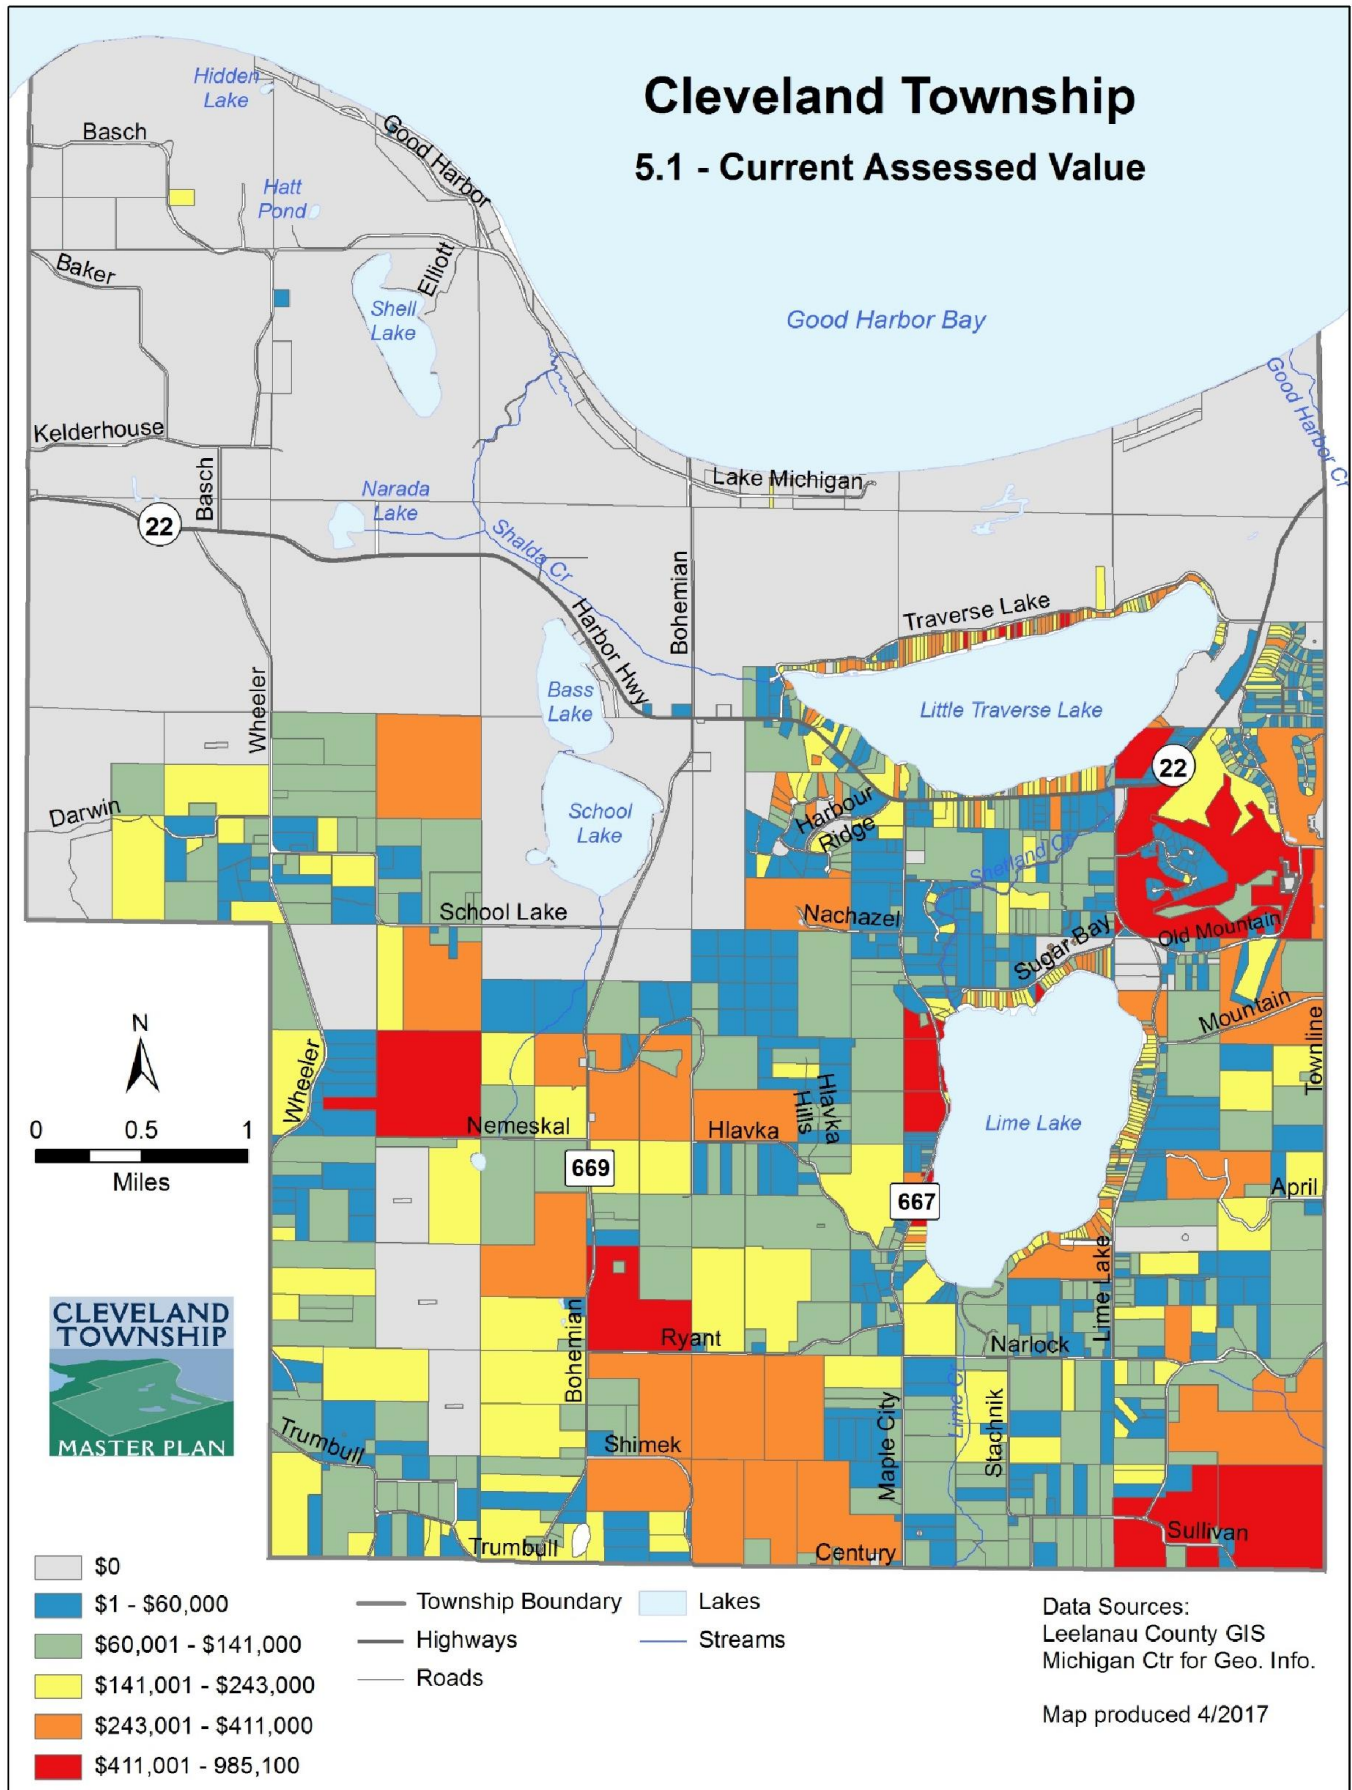 Cleveland Township
5.1 - Current Assessed Value
Hidden
Lake
Basch
Good Harbor
Hatt
Pond
Baker
Elliott
Shell
Lake
Good Harbor Bay
Good Harbor Cr
Kelderhouse
Basch
Narada
Lake
Lake Michigan
22
Shalda Cr
Bohemian
Harbor Hwy
Traverse Lake
Wheeler
Bass
Lake
Little Traverse Lake
22
Darwin
School
Lake
Harbour
Ridge
Shetland Cr
School Lake
Nachazel
Sugar Bay
Old Mountain
Mountain
Townline
N
Wheeler
0 0.5 1
Miles
Nemeskal
Hlavka
Hlavka
Hills
Lime Lake
669
667
April
CLEVELAND
TOWNSHIP
MASTER PLAN
Bohemian
Ryant
Lime Lake
Narlock
Trumbull
Shimek
Maple City
Lime Cr
Stachnik
Trumbull
Century
Sullivan
$0
$1 - $60,000
$60,001 - $141,000
$141,001 - $243,000
$243,001 - $411,000
$411,001 - 985,100
Township Boundary
Highways
Roads
Lakes
Streams
Data Sources:
Leelanau County GIS
Michigan Ctr for Geo. Info.
Map produced 4/2017